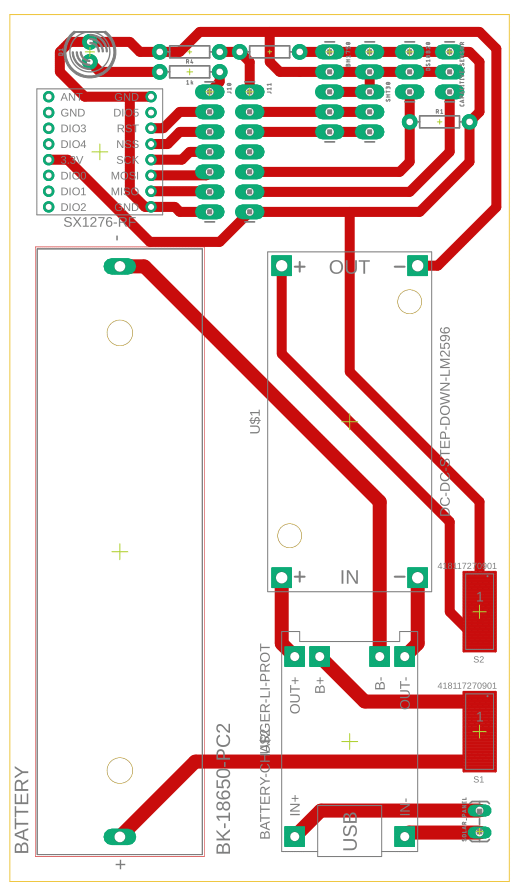 R4
14
J10
J11
SHT30
R1
ANT
GND
GND
DIO5
DIO3
RST
DIO4
NSS
3.3V
SCK
DIO0
MOSI
DIO1
MISO
DIO2
GND
SX1276-RF
-
+ OUT −
U$1
DC-DC-STEP-DOWN-LM2596
+ IN −
418117270901
1
S2
OUT+
B+
B-
OUT-
BATTERY-CHARGER-LI-PROT
418117270901
1
S1
BATTERY
BK-18650-PC2
IN+
USB
IN-
+